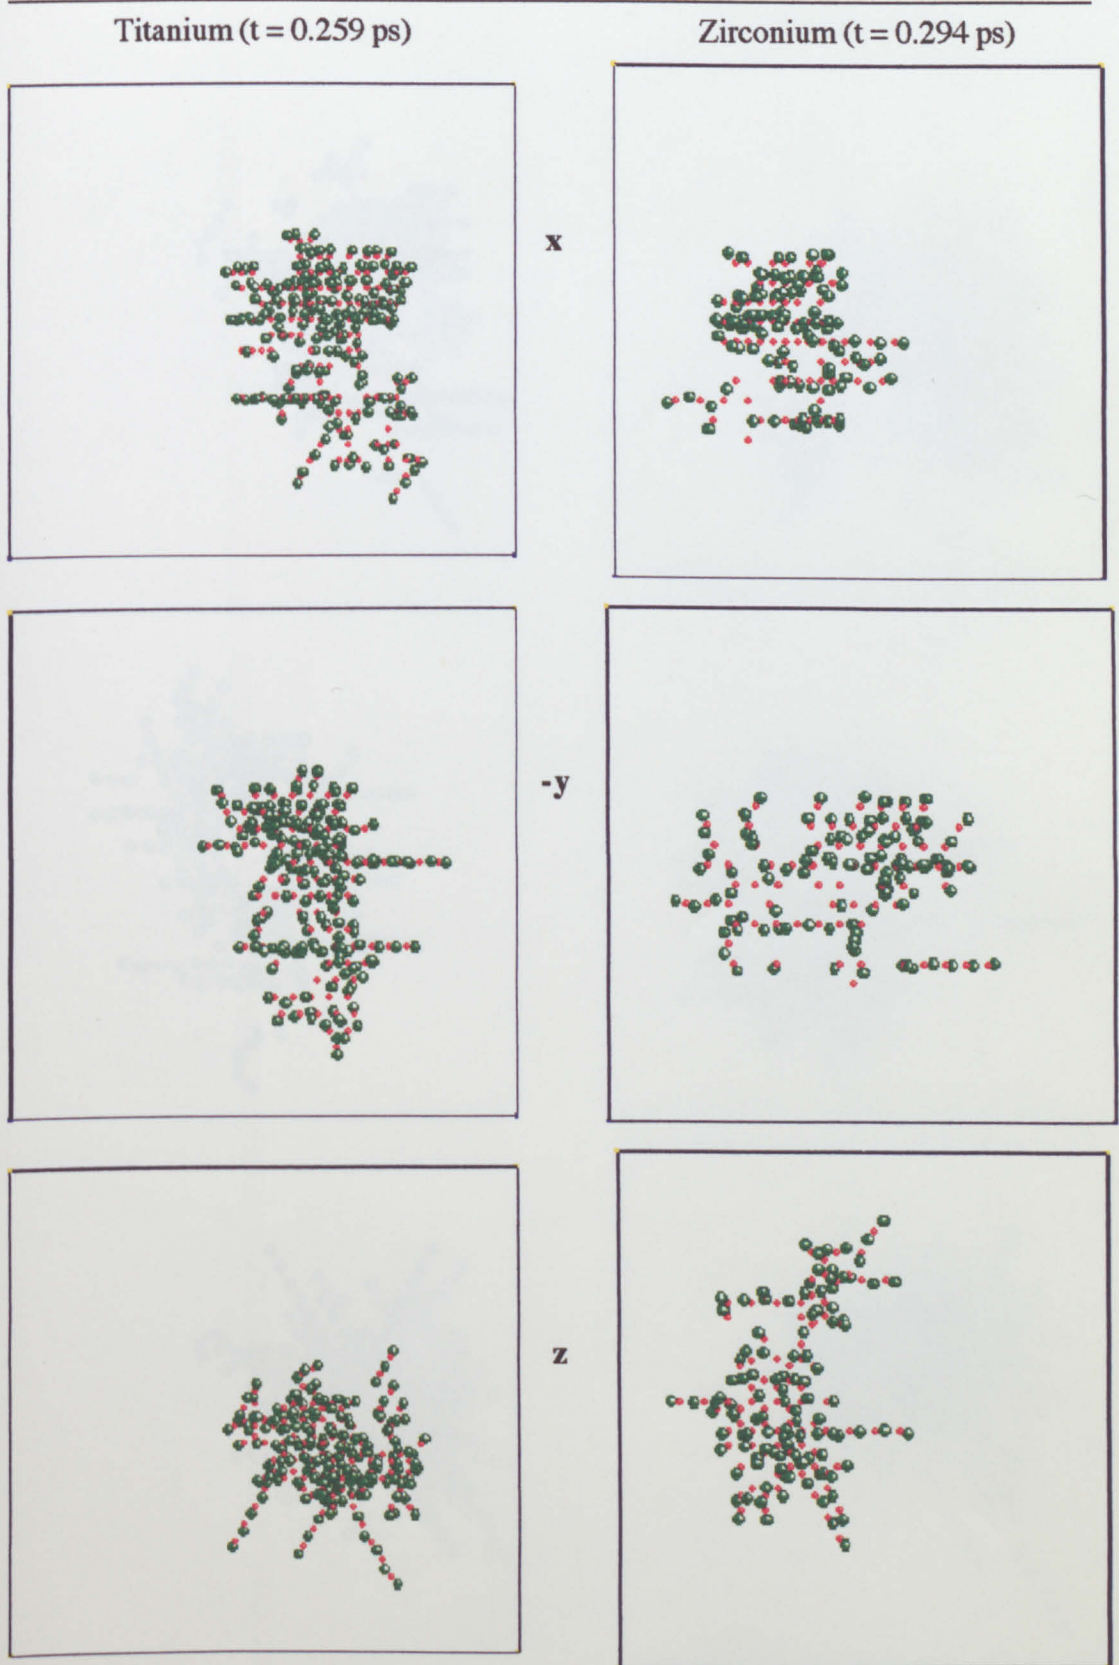 Titanium (t = 0.259 ps)
Zirconium (t = 0.294 ps)
x
-y
z